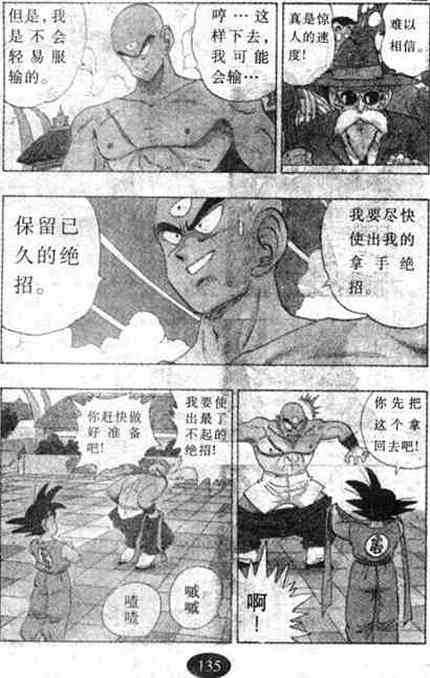 难以
相信。
真是惊
人的速
度!
哼…这
样下去,
我可能
会输…
但是,我
是不会
轻易服
输的。
我要尽快
使出我的
拿手绝
招。
保留已
久的绝
招。
你先把
这个拿
回去吧!
啊!
我要使
出最了
不起的
绝招!
你赶快做
好准备
吧!
嘁
嘁
喳
喳
135